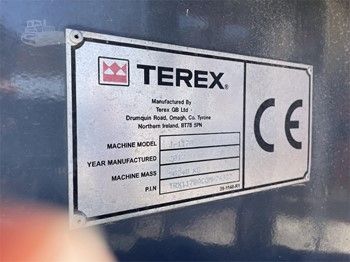 TEREX®
Manufactured By
Terex GB Ltd
Drumquin Road, Omagh, Co. Tyrone
Northern Ireland, BT78 5PN
CE
MACHINE MODEL
YEAR MANUFACTURED
MACHINE MASS
P.I.N